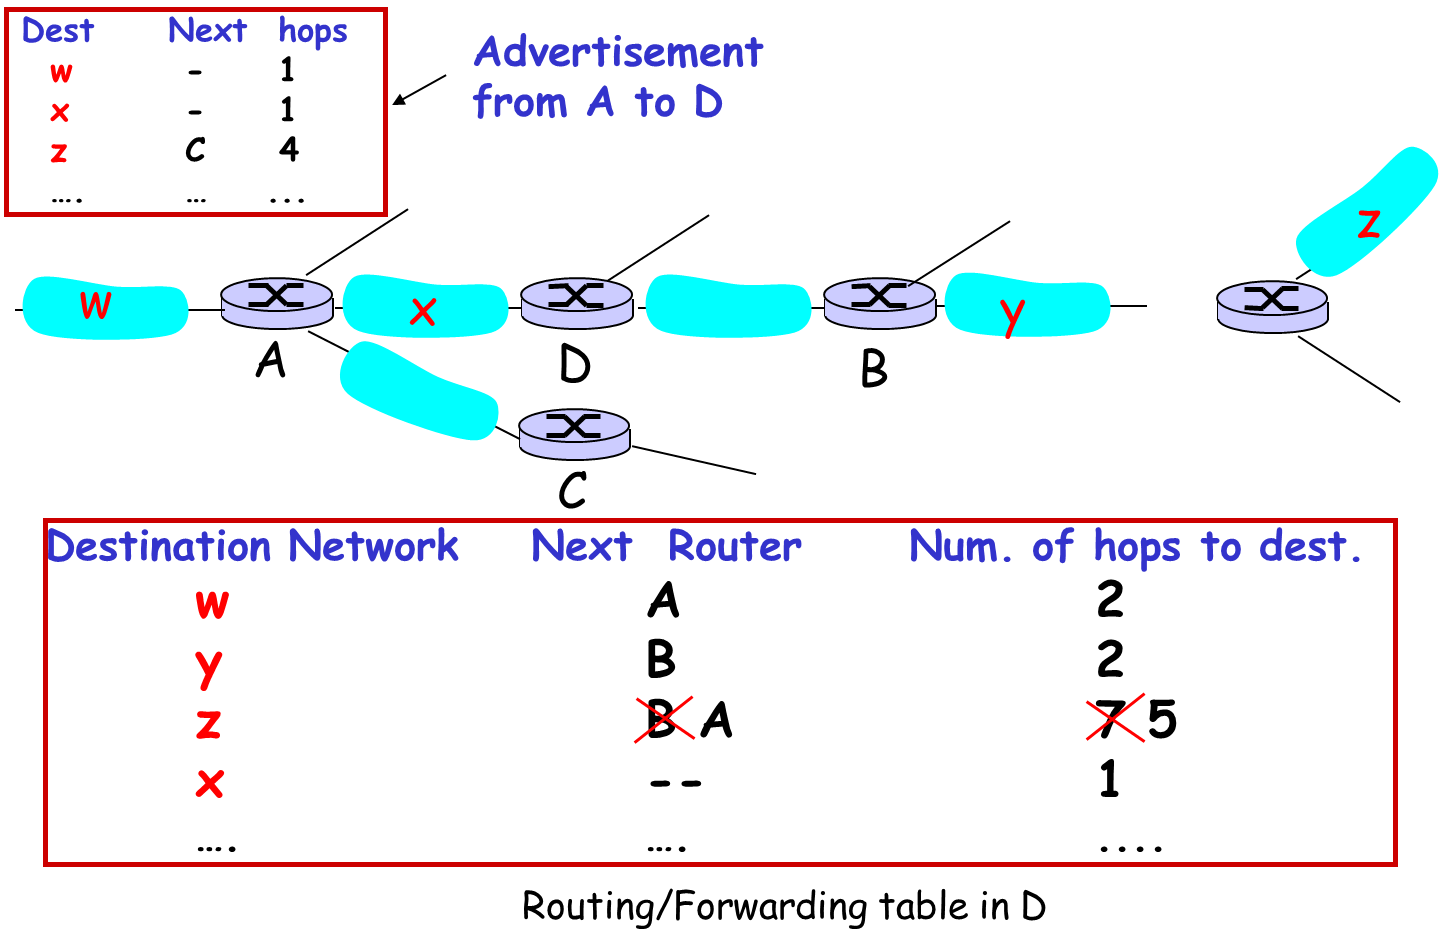 Dest Next hops
w - 1
x - 1
z C 4
…. … ...
Advertisement
from A to D
z
w x y
A D B
C
Destination Network Next Router Num. of hops to dest.
w A 2
y B 2
z B A 7 5
x -- 1
…. …. ....
Routing/Forwarding table in D